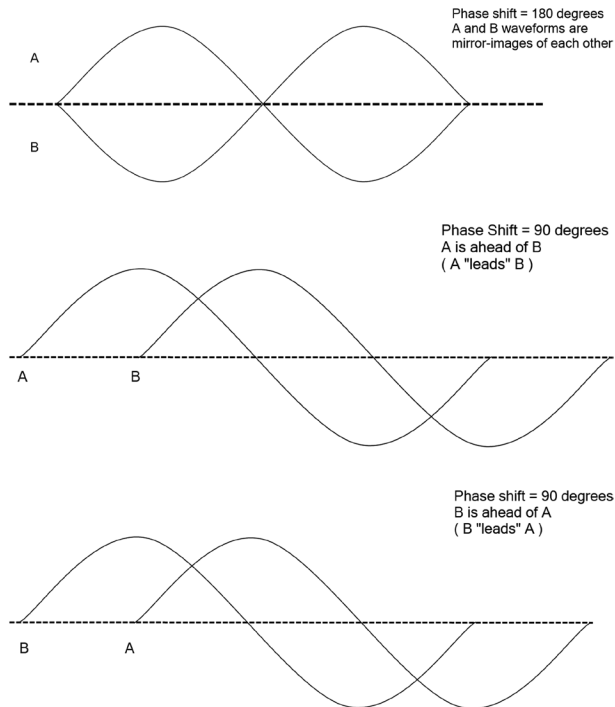 Phase shift = 180 degrees
A and B waveforms are
mirror-images of each other
A
B
Phase Shift = 90 degrees
A is ahead of B
( A "leads" B )
A B
Phase shift = 90 degrees
B is ahead of A
( B "leads" A )
B A